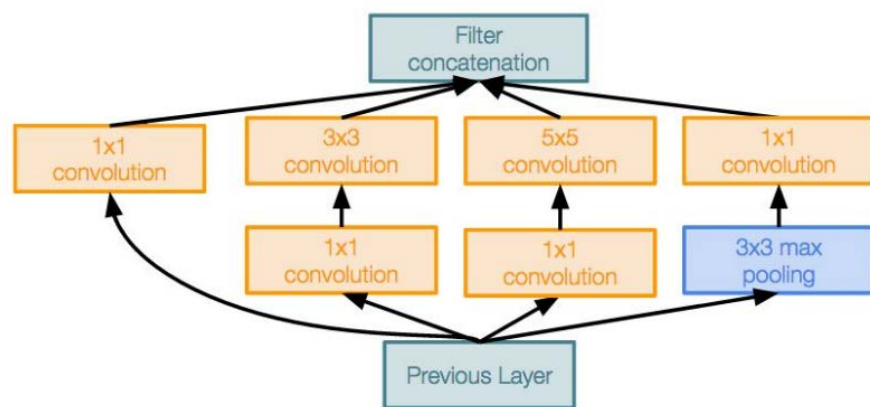 Filter
concatenation
1x1
convolution
3x3
convolution
5x5
convolution
1x1
convolution
1x1
convolution
1x1
convolution
3x3 max
pooling
Previous Layer